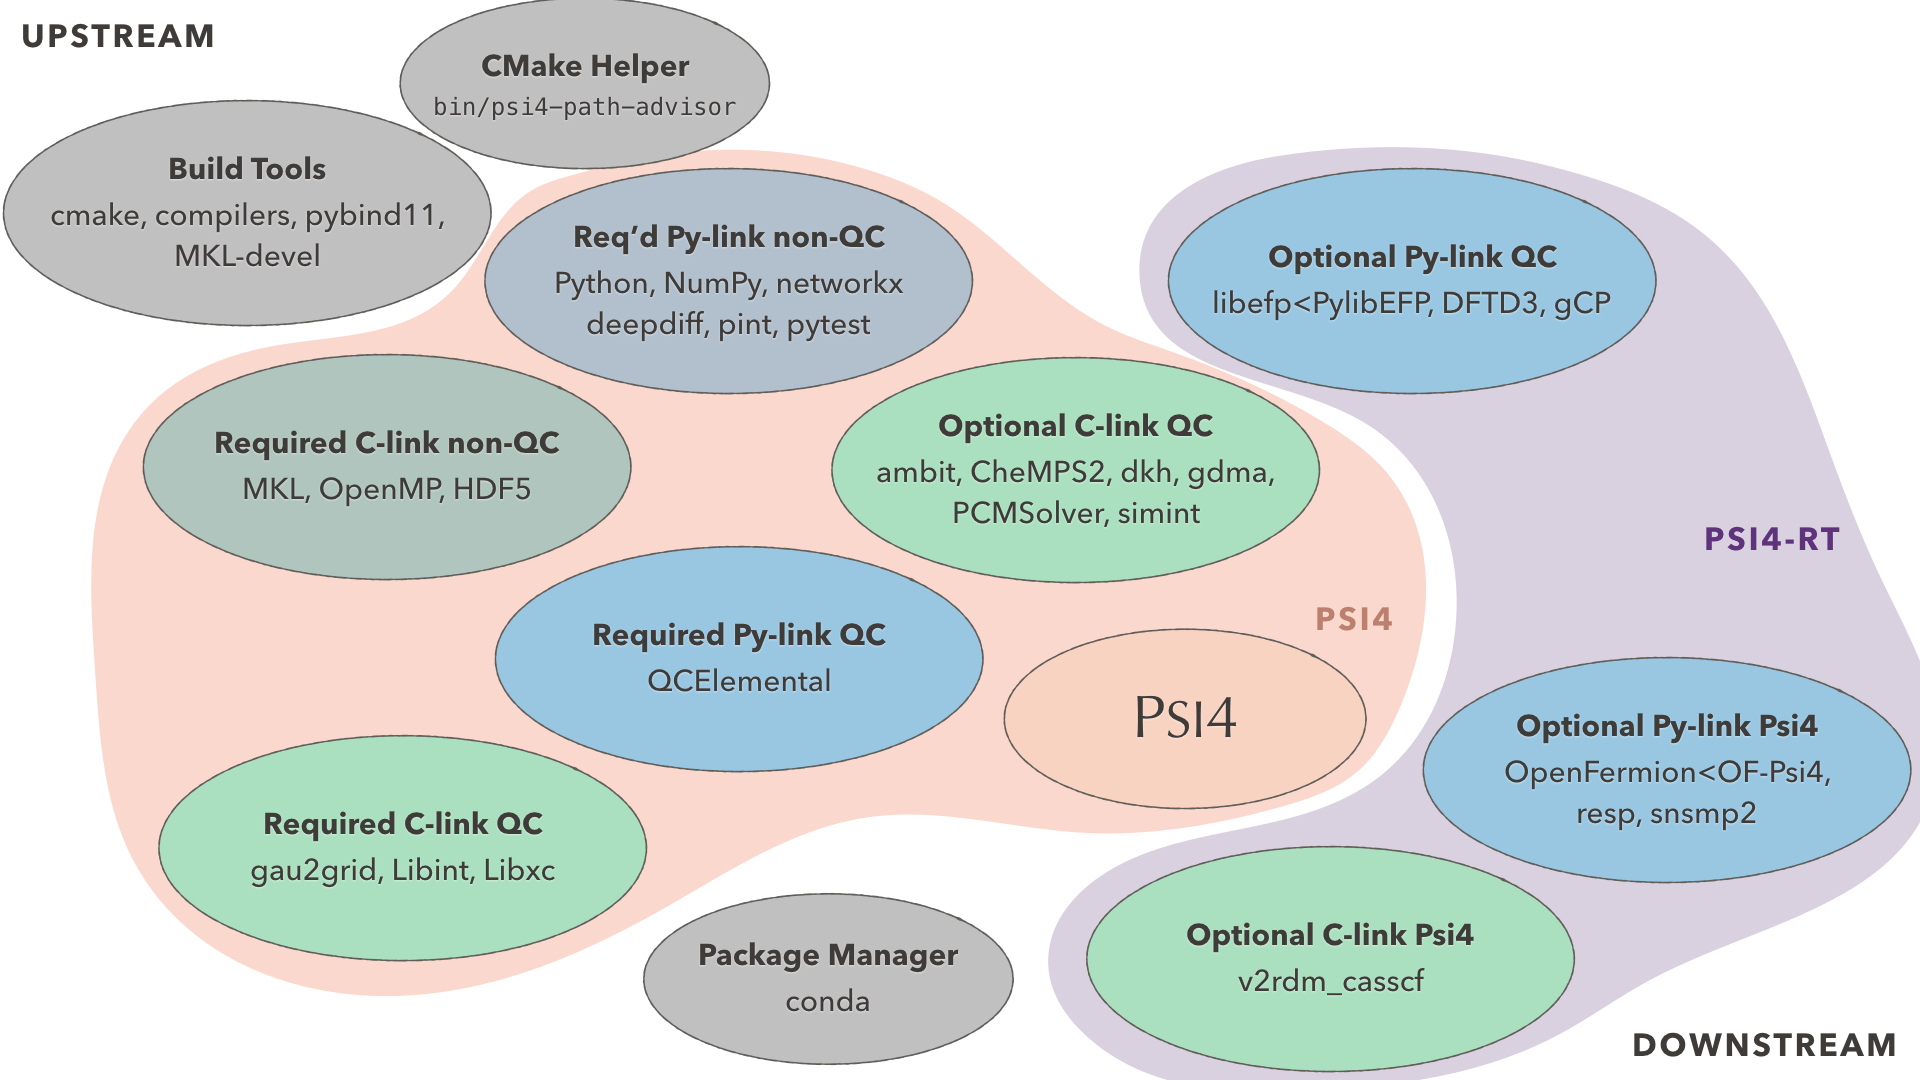 UPSTREAM
CMake Helper
bin/psi4-path-advisor
Build Tools
cmake, compilers, pybind11,
MKL-devel
Req’d Py-link non-QC
Python, NumPy, networkx
deepdiff, pint, pytest
Optional Py-link QC
libefp<PylibEFP, DFTD3, gCP
Required C-link non-QC
MKL, OpenMP, HDF5
Optional C-link QC
ambit, CheMPS2, dkh, gdma,
PCMSolver, simint
PSI4-RT
PSI4
Required Py-link QC
QCElemental
PSI4
Optional Py-link Psi4
OpenFermion<OF-Psi4,
resp, snsmp2
Required C-link QC
gau2grid, Libint, Libxc
Package Manager
conda
Optional C-link Psi4
v2rdm_casscf
DOWNSTREAM